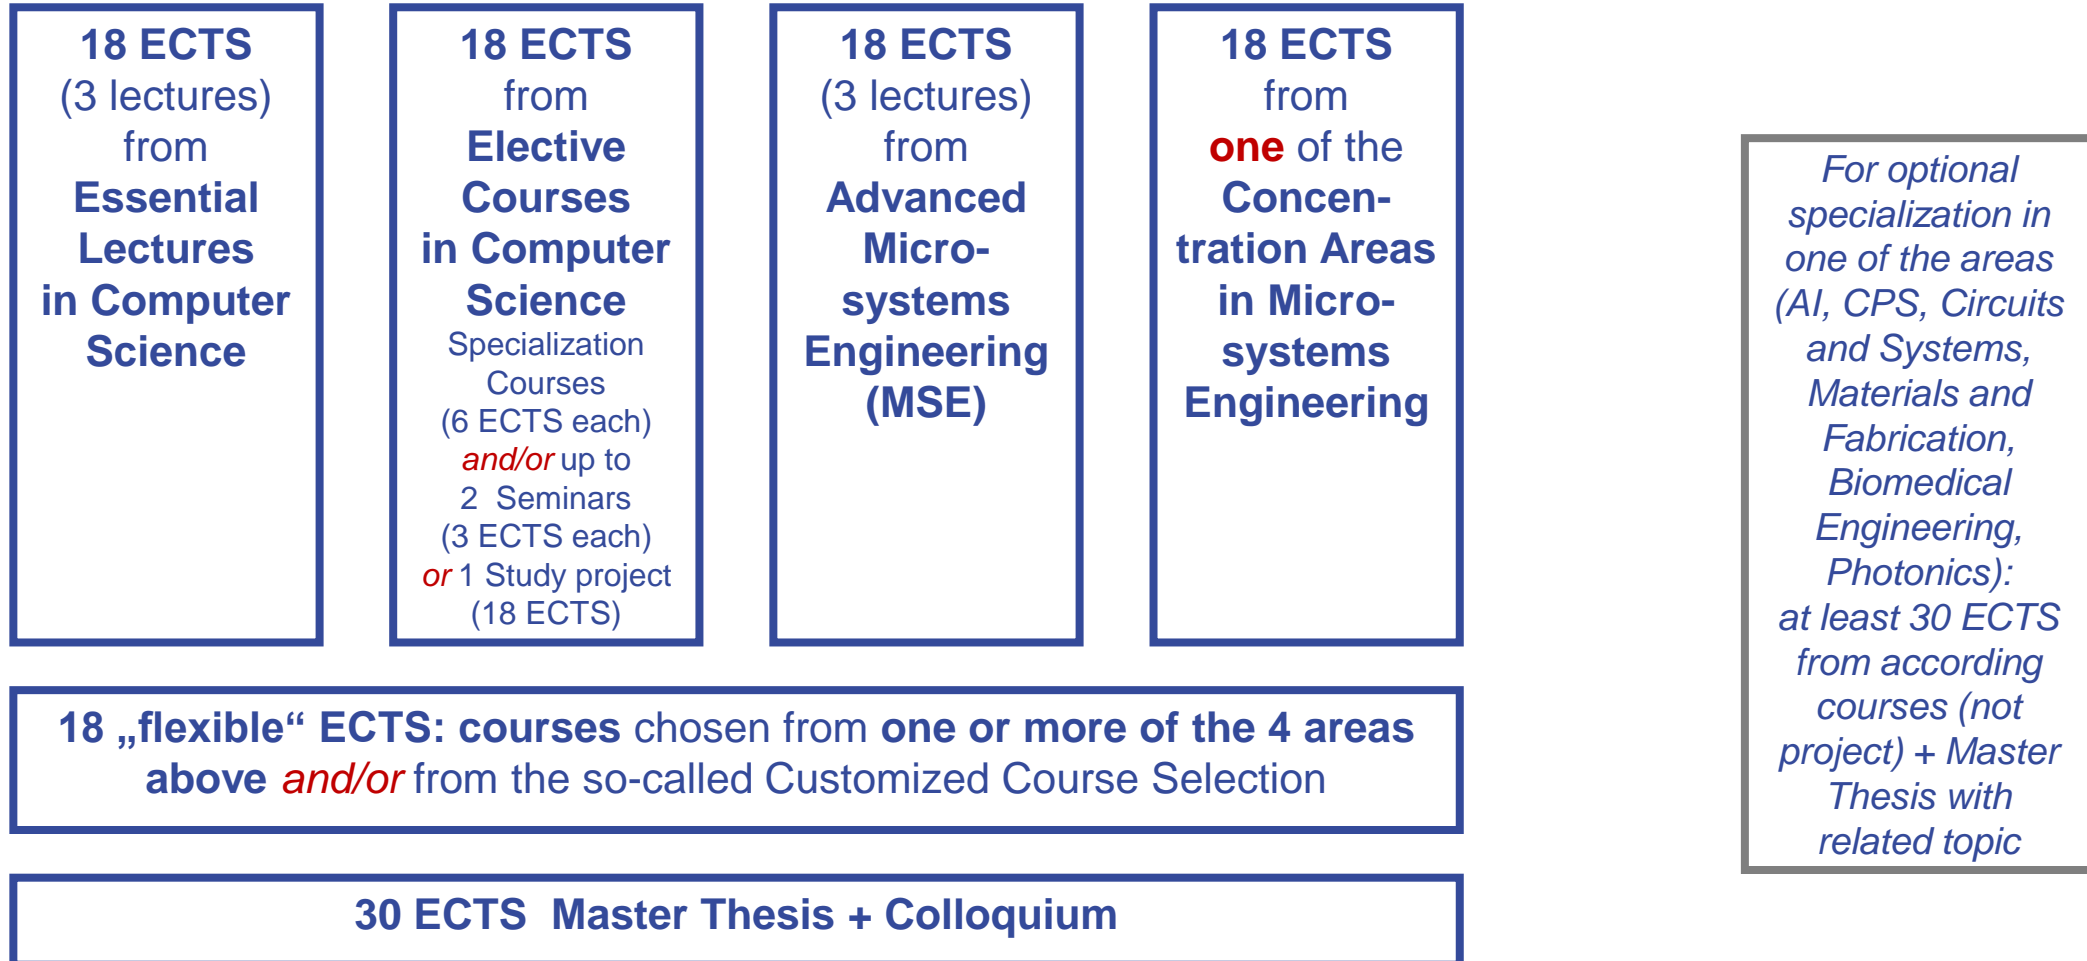 18 ECTS
(3 lectures)
from
Essential
Lectures
in Computer
Science
18 ECTS
from
Elective
Courses
in Computer
Science
Specialization
Courses
(6 ECTS each)
and/or up to
2 Seminars
(3 ECTS each)
or 1 Study project
(18 ECTS)
18 ECTS
(3 lectures)
from
Advanced
Micro-
systems
Engineering
(MSE)
18 ECTS
from
one of the
Concen-
tration Areas
in Micro-
systems
Engineering
18 „flexible“ ECTS: courses chosen from one or more of the 4 areas
above and/or from the so-called Customized Course Selection
30 ECTS Master Thesis + Colloquium
For optional
specialization in
one of the areas
(AI, CPS, Circuits
and Systems,
Materials and
Fabrication,
Biomedical
Engineering,
Photonics):
at least 30 ECTS
from according
courses (not
project) + Master
Thesis with
related topic